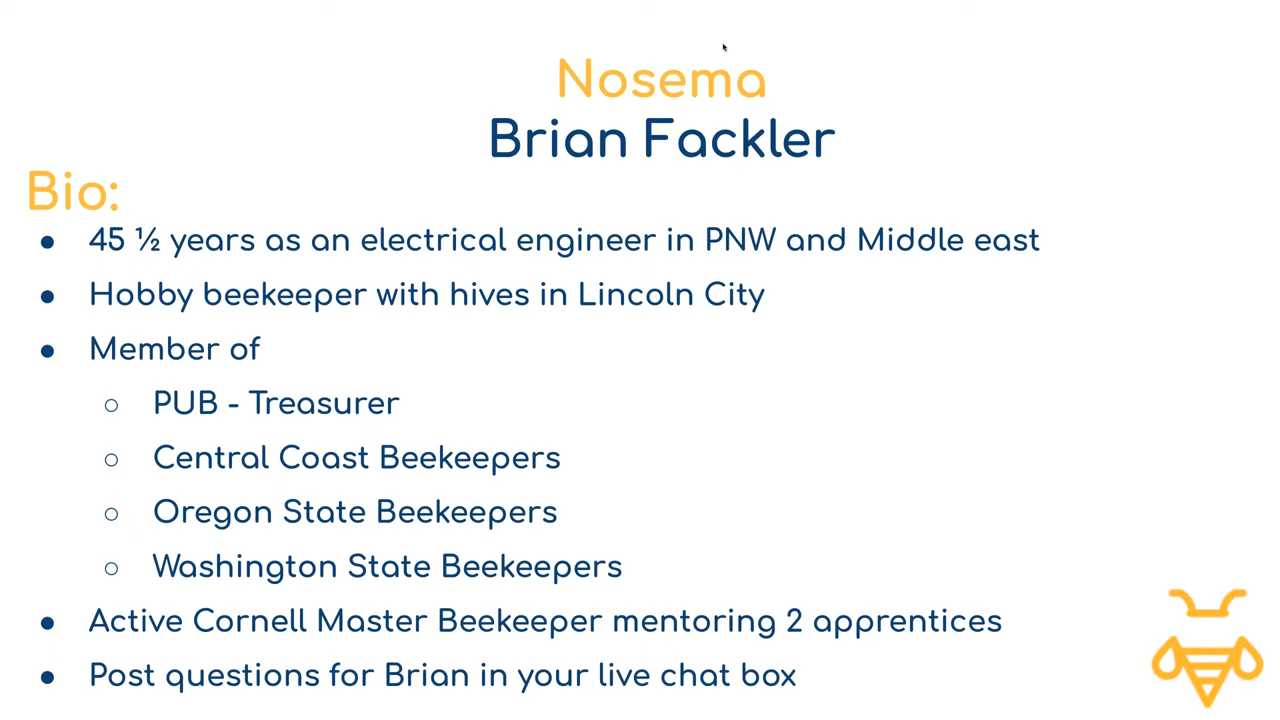 Nosema
Brian Fackler
Bio:
● 45 ½ years as an electrical engineer in PNW and Middle east
● Hobby beekeeper with hives in Lincoln City
● Member of
○ PUB - Treasurer
○ Central Coast Beekeepers
○ Oregon State Beekeepers
○ Washington State Beekeepers
● Active Cornell Master Beekeeper mentoring 2 apprentices
● Post questions for Brian in your live chat box